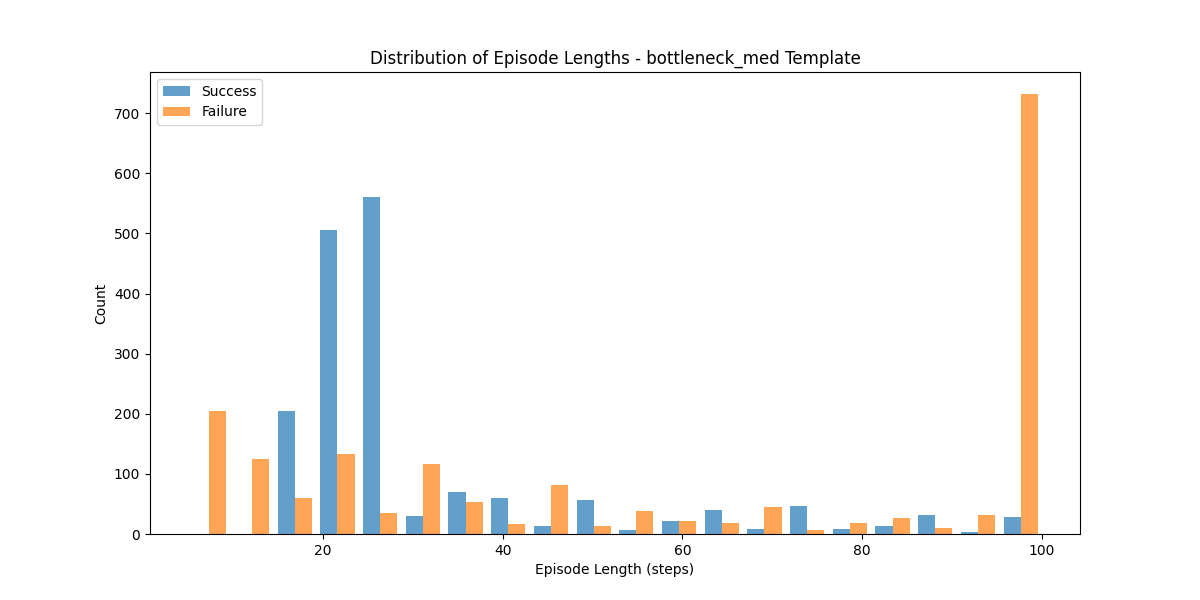 Distribution of Episode Lengths - bottleneck_med Template
Success
Failure
Count
700
600
500
400
300
200
100
0
20 40 60 80 100
Episode Length (steps)